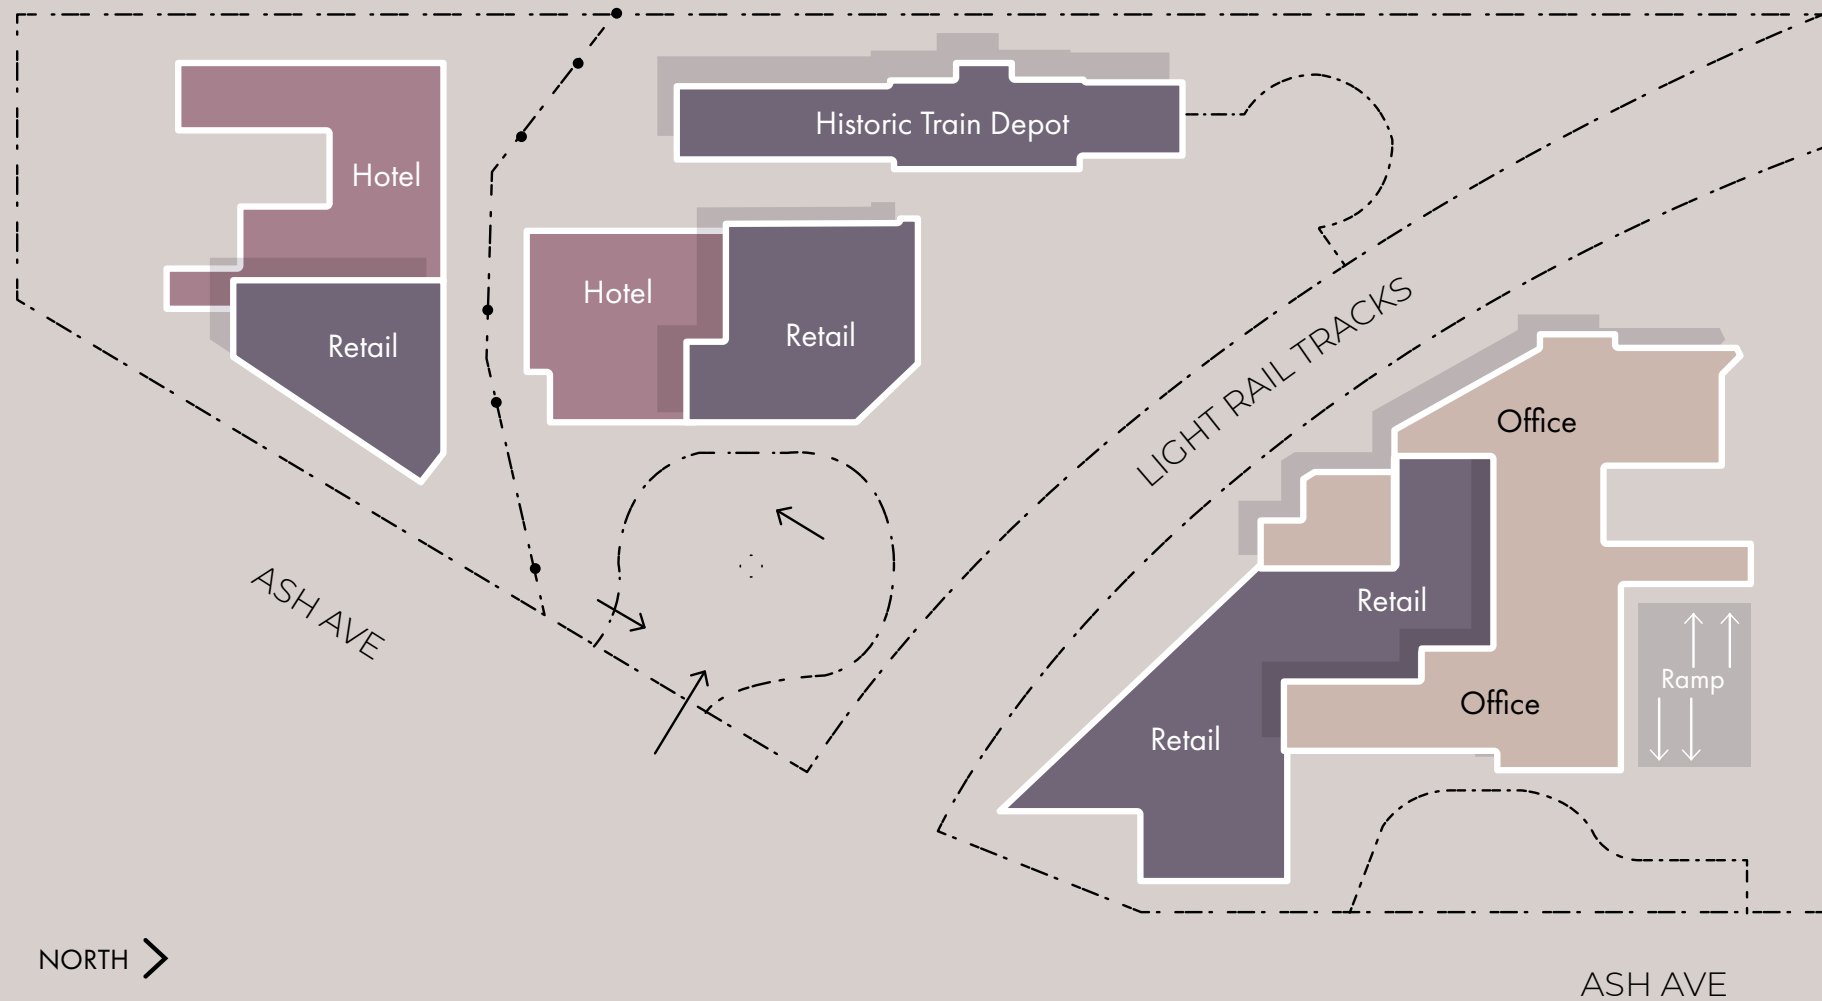 Historic Train Depot
Hotel
Hotel
Retail
Retail
LIGHT RAIL TRACKS
Office
Retail
ASH AVE
Ramp
Office
Retail
NORTH
ASH AVE